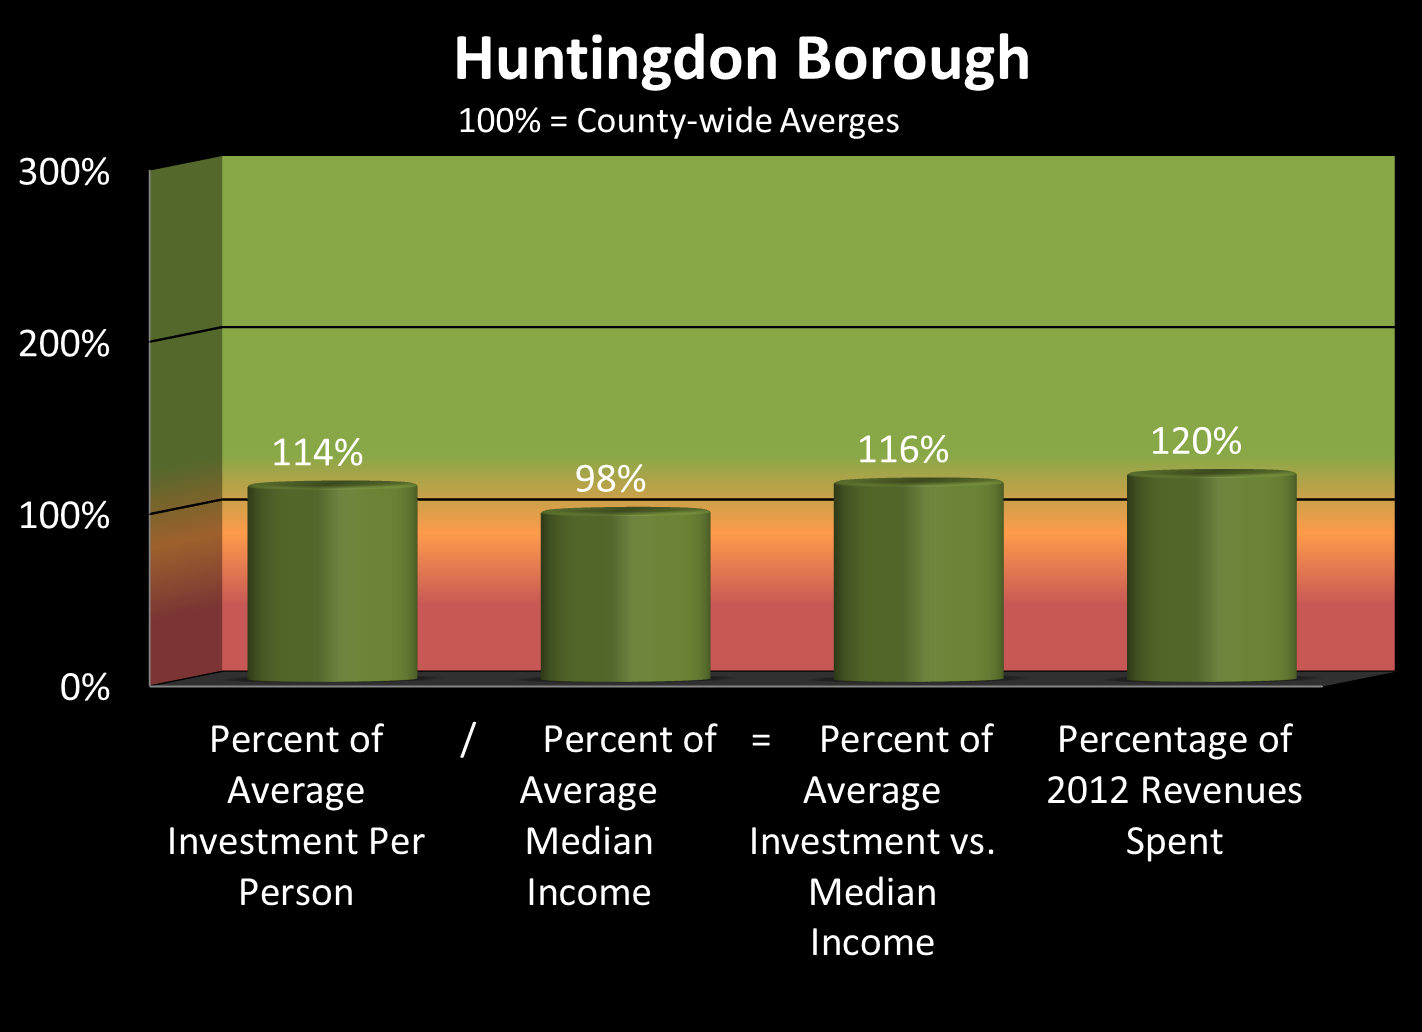 Huntingdon Borough
100% = County-wide Averges
300%
200%
100%
0%
114%
98%
116%
120%
Percent of
Average
Investment Per
Person
/
Percent of
Average
Median
Income
=
Percent of
Average
Investment vs.
Median
Income
Percentage of
2012 Revenues
Spent